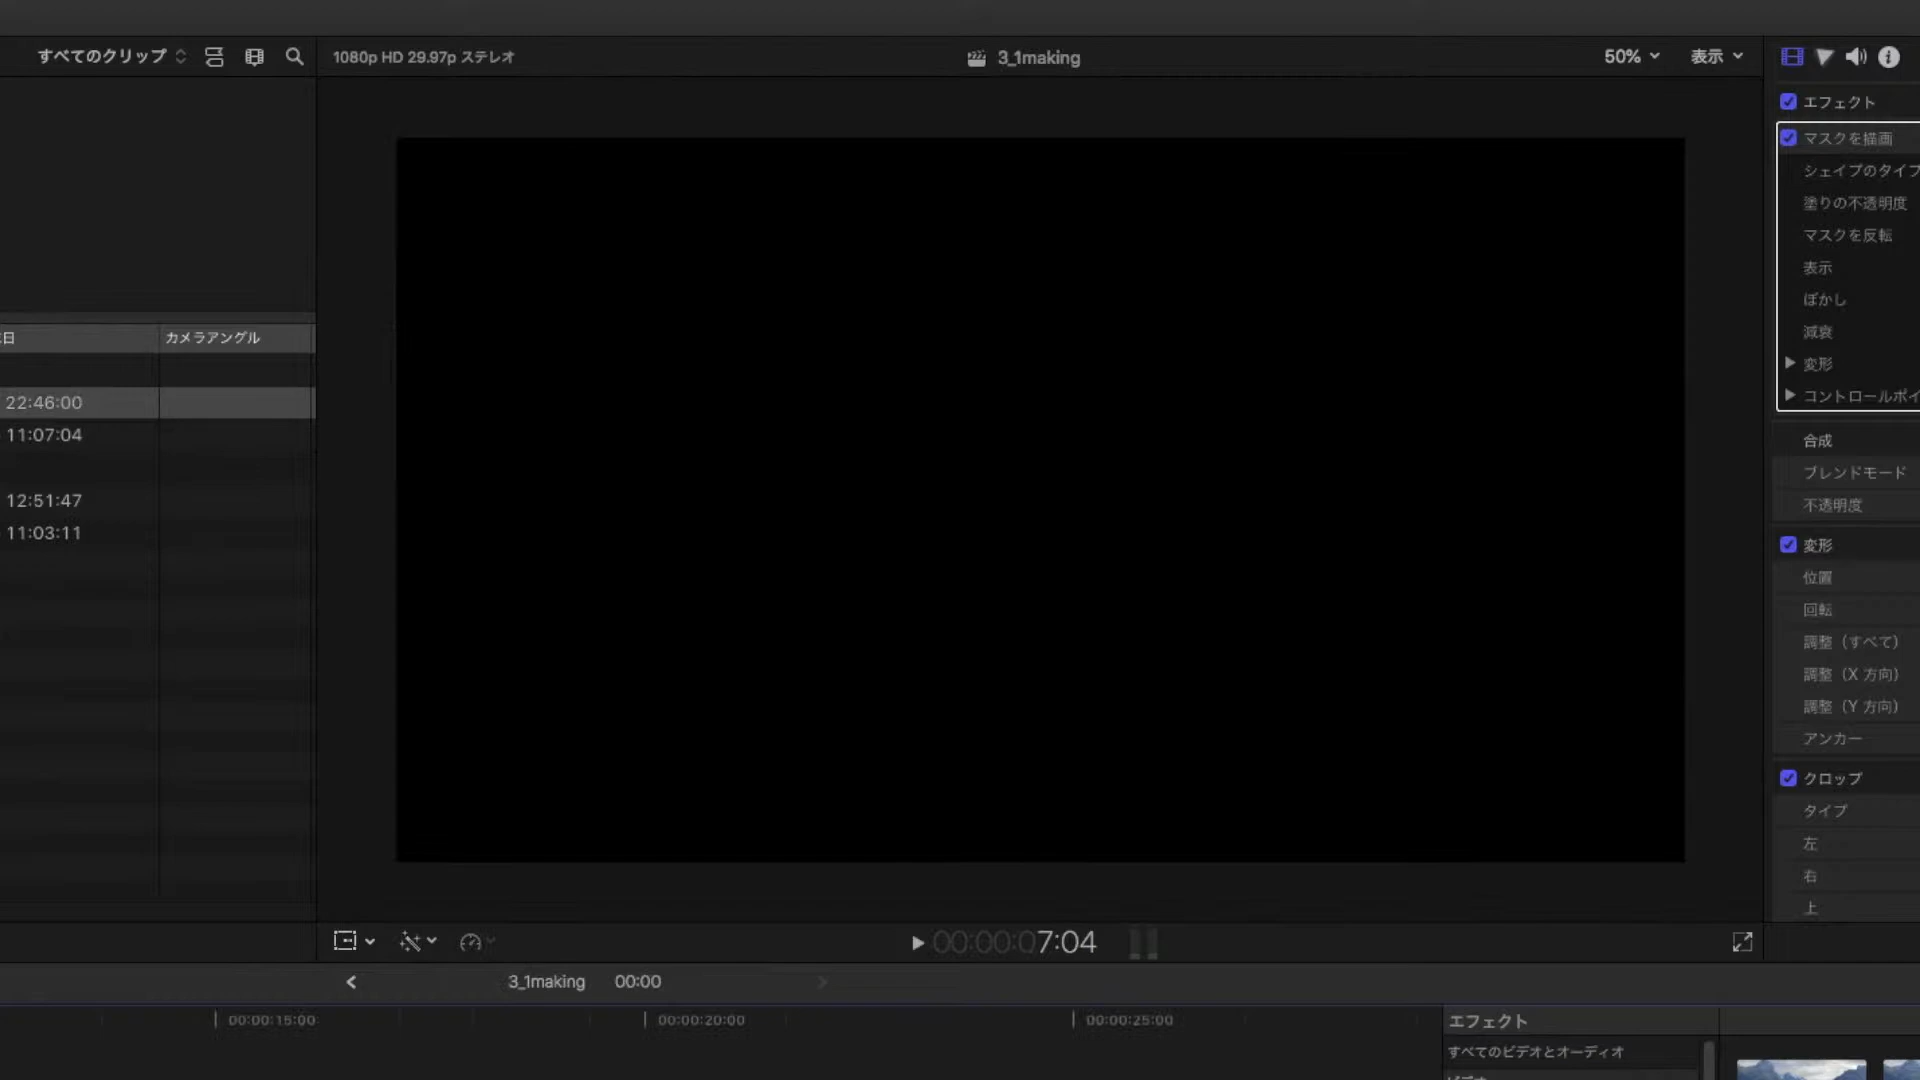 すべてのクリップ
1080p HD 29.97p ステレオ
3_1making
50%
表示
日
カメラアングル
22:46:00
11:07:04
12:51:47
11:03:11
エフェクト
マスクを描画
シェイプのタイプ
塗りの不透明度
マスクを反転
表示
ぼかし
減衰
変形
コントロールポイ
合成
ブレンドモード
不透明度
変形
位置
回転
調整（すべて）
調整（X 方向）
調整（Y 方向）
アンカー
クロップ
タイプ
左
右
上
00:00:07:04
3_1making 00:00
00:00:15:00
00:00:20:00
00:00:25:00
エフェクト
すべてのビデオとオーディオ